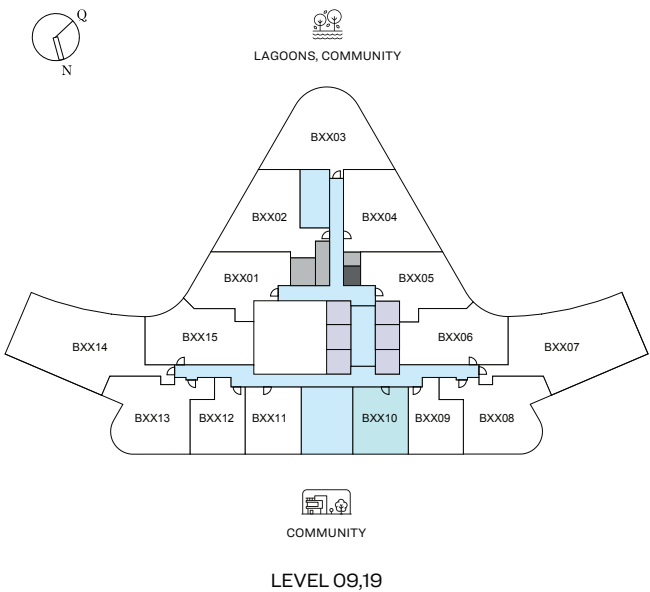 Q
N
LAGOONS, COMMUNITY
BXX03
BXX02
BXX04
BXX01
BXX05
BXX15
BXX06
BXX14
BXX07
BXX13
BXX12
BXX11
BXX10
BXX09
BXX08
COMMUNITY
LEVEL 09,19